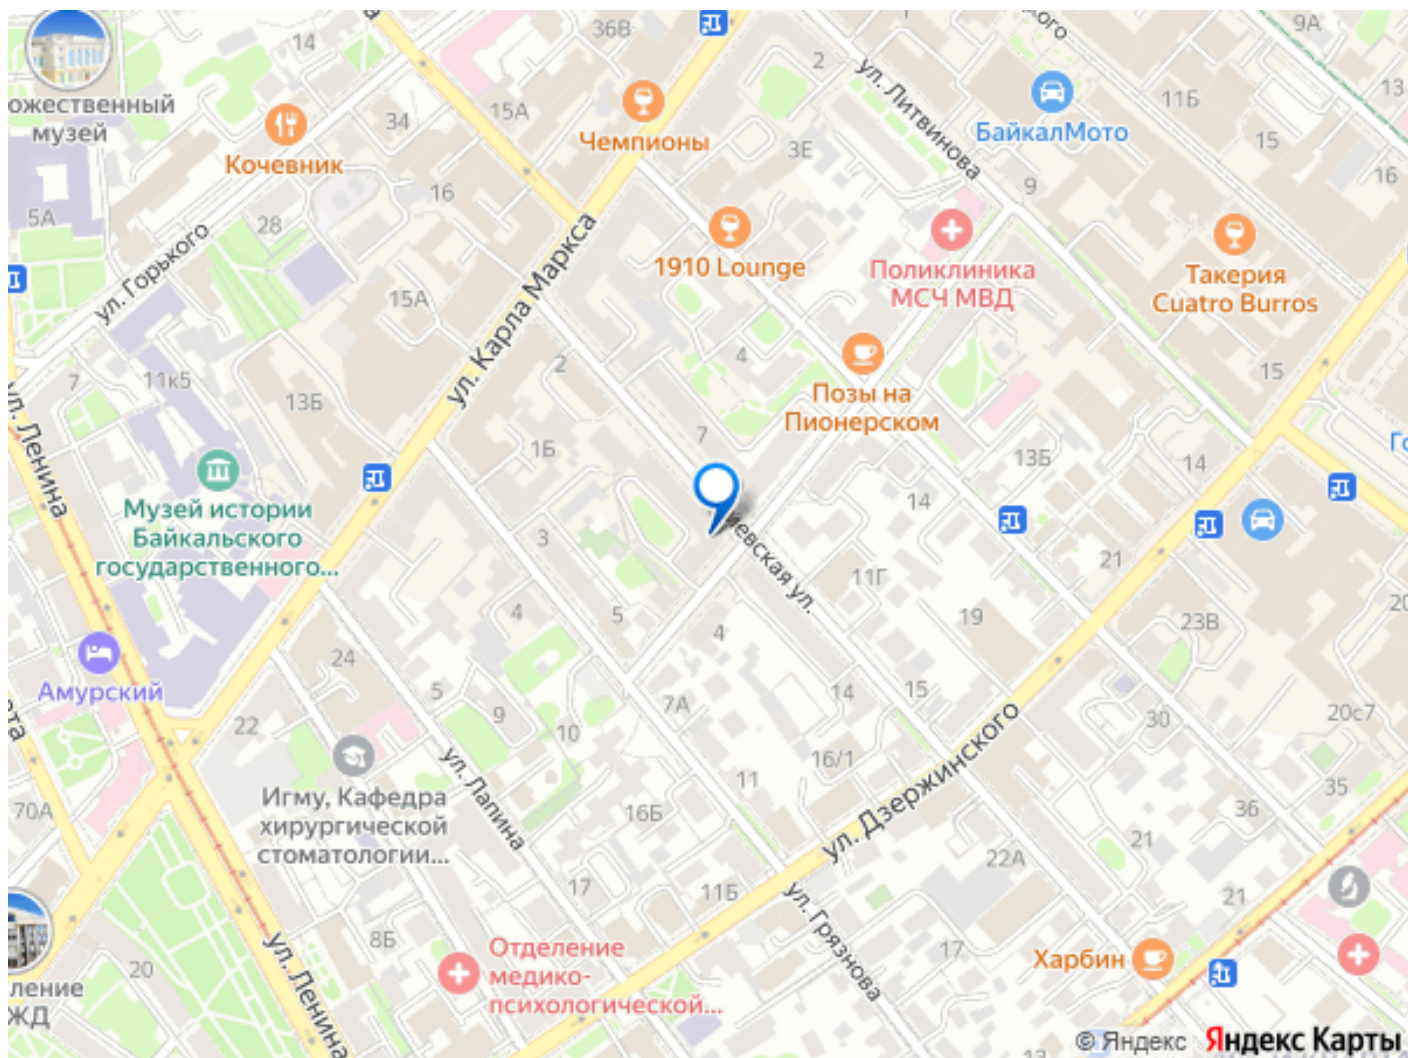 36В
14
2
9А
ожественный
музей
15А
34
Чемпионы
ул. Литвинова
БайкалМото
11Б
13
15
Кочевник
3Е
16
9
16
5А
28
ул. Горького
1910 Lounge
Поликлиника
МСЧ МВД
Такерия
Cuatro Burros
15А
ул. Карла Маркса
4
2
7
11к5
13Б
15
Позы на
Пионерском
ул. Ленина
7
1Б
13Б
14
Музей истории
Байкальского
государственного...
14
3
иевская ул.
21
11Г
4
5
4
19
23В
24
Амурский
5
9
7А
14
15
22
10
30
20с7
ул. Лапина
16/1
ул. Дзержинского
11
35
70А
Игму, Кафедра
хирургической
стоматологии...
16Б
36
21
22А
17
11Б
21
ул. Грязнова
8Б
Отделение
медико-
психологической...
17
Харбин
20
ул. Ленина
ление
ЖД
13
© Яндекс Яндекс Карты